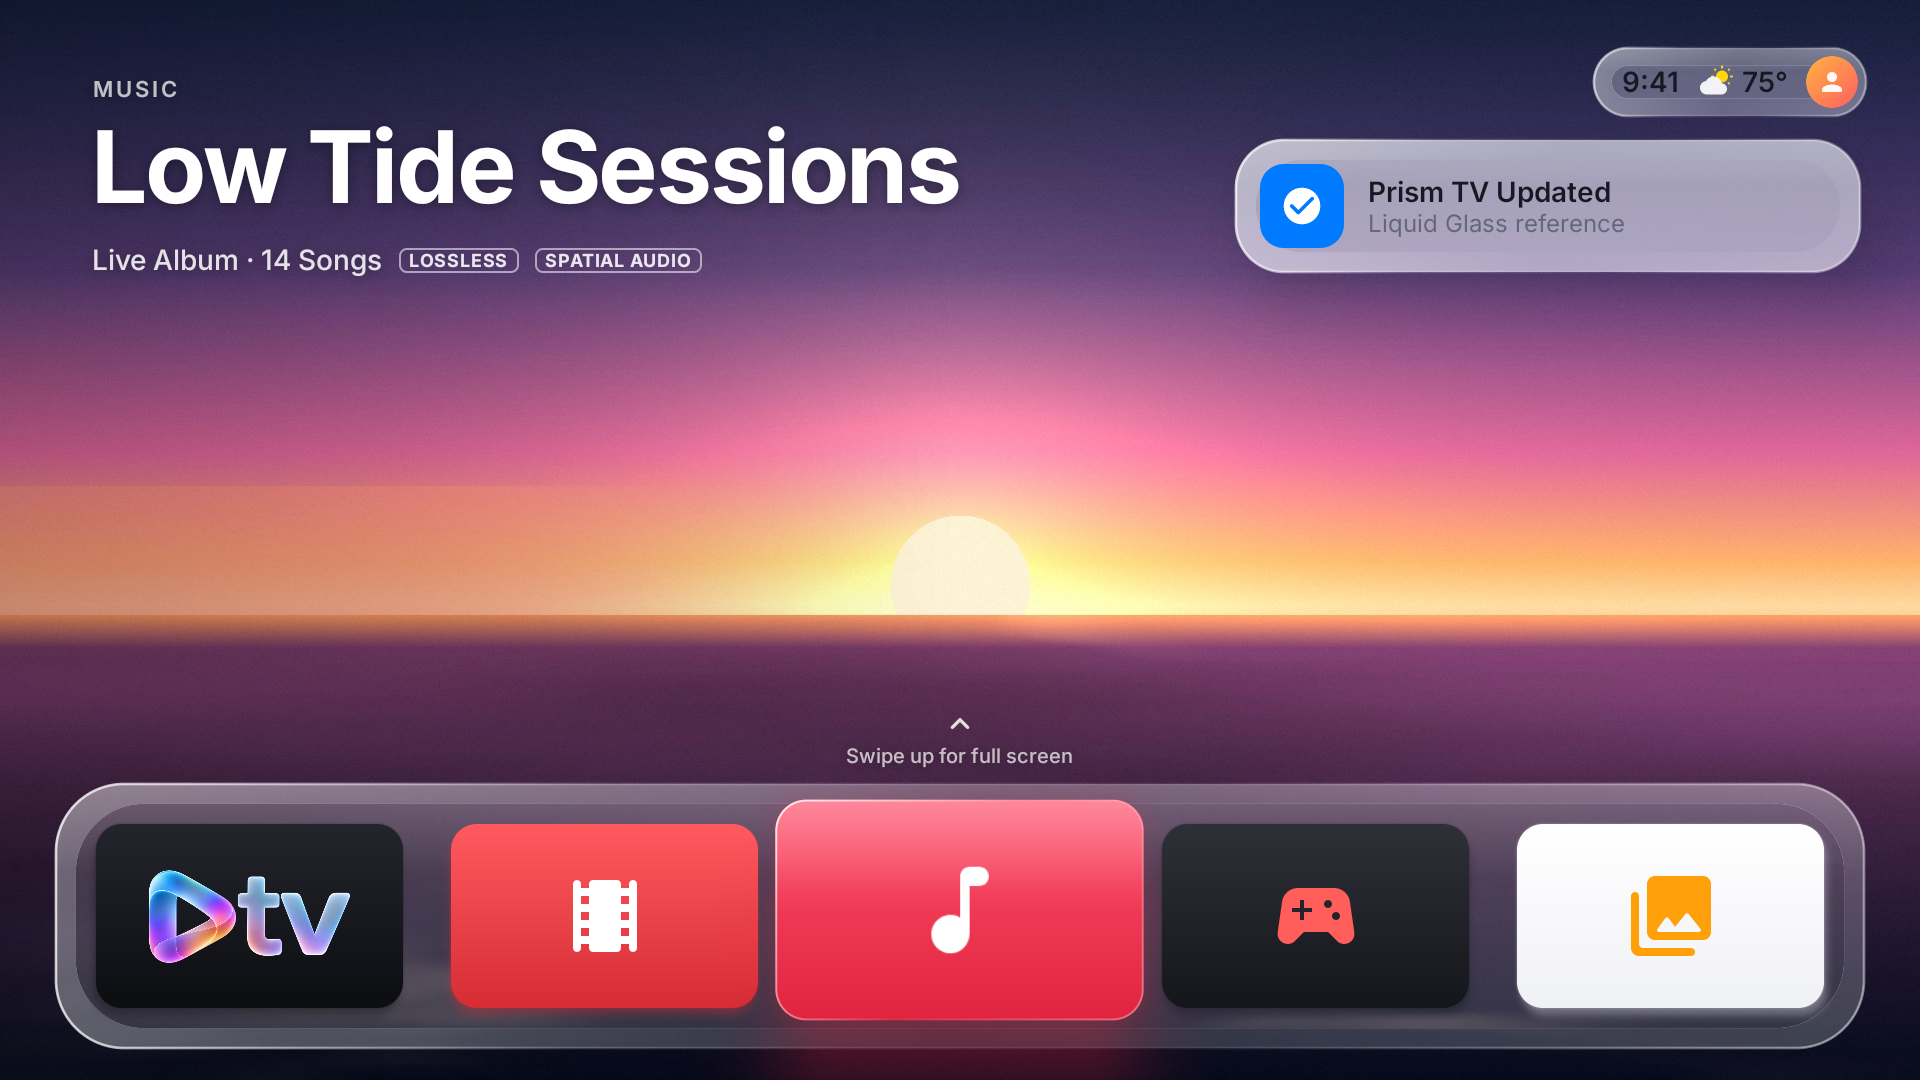 MUSIC
Low Tide Sessions
Live Album · 14 Songs LOSSLESS SPATIAL AUDIO
9:41 75°
Prism TV Updated
Liquid Glass reference
Swipe up for full screen
tv